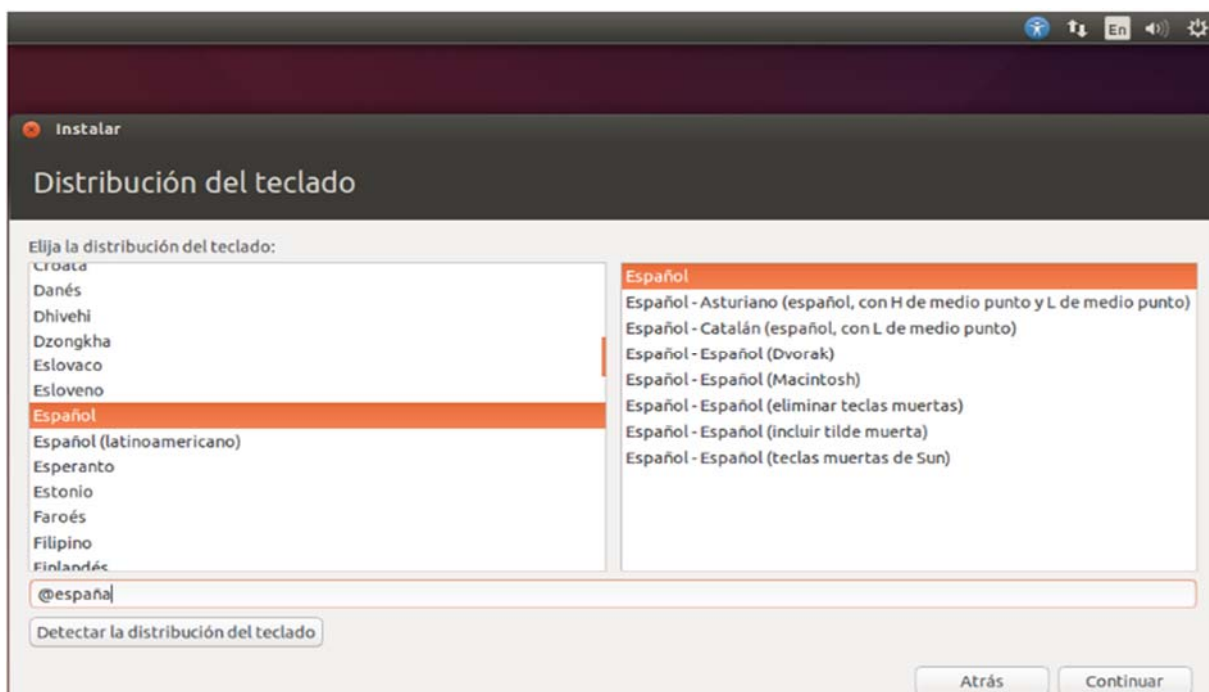 En
Instalar
Distribución del teclado
Elija la distribución del teclado:
Croata
Danés
Dhivehi
Dzongkha
Eslovaco
Esloveno
Español
Español (latinoamericano)
Esperanto
Estonio
Faroés
Filipino
Finlandés
Español
Español - Asturiano (español, con H de medio punto y L de medio punto)
Español - Catalán (español, con L de medio punto)
Español - Español (Dvorak)
Español - Español (Macintosh)
Español - Español (eliminar teclas muertas)
Español - Español (incluir tilde muerta)
Español - Español (teclas muertas de Sun)
@españa
Detectar la distribución del teclado
Atrás Continuar